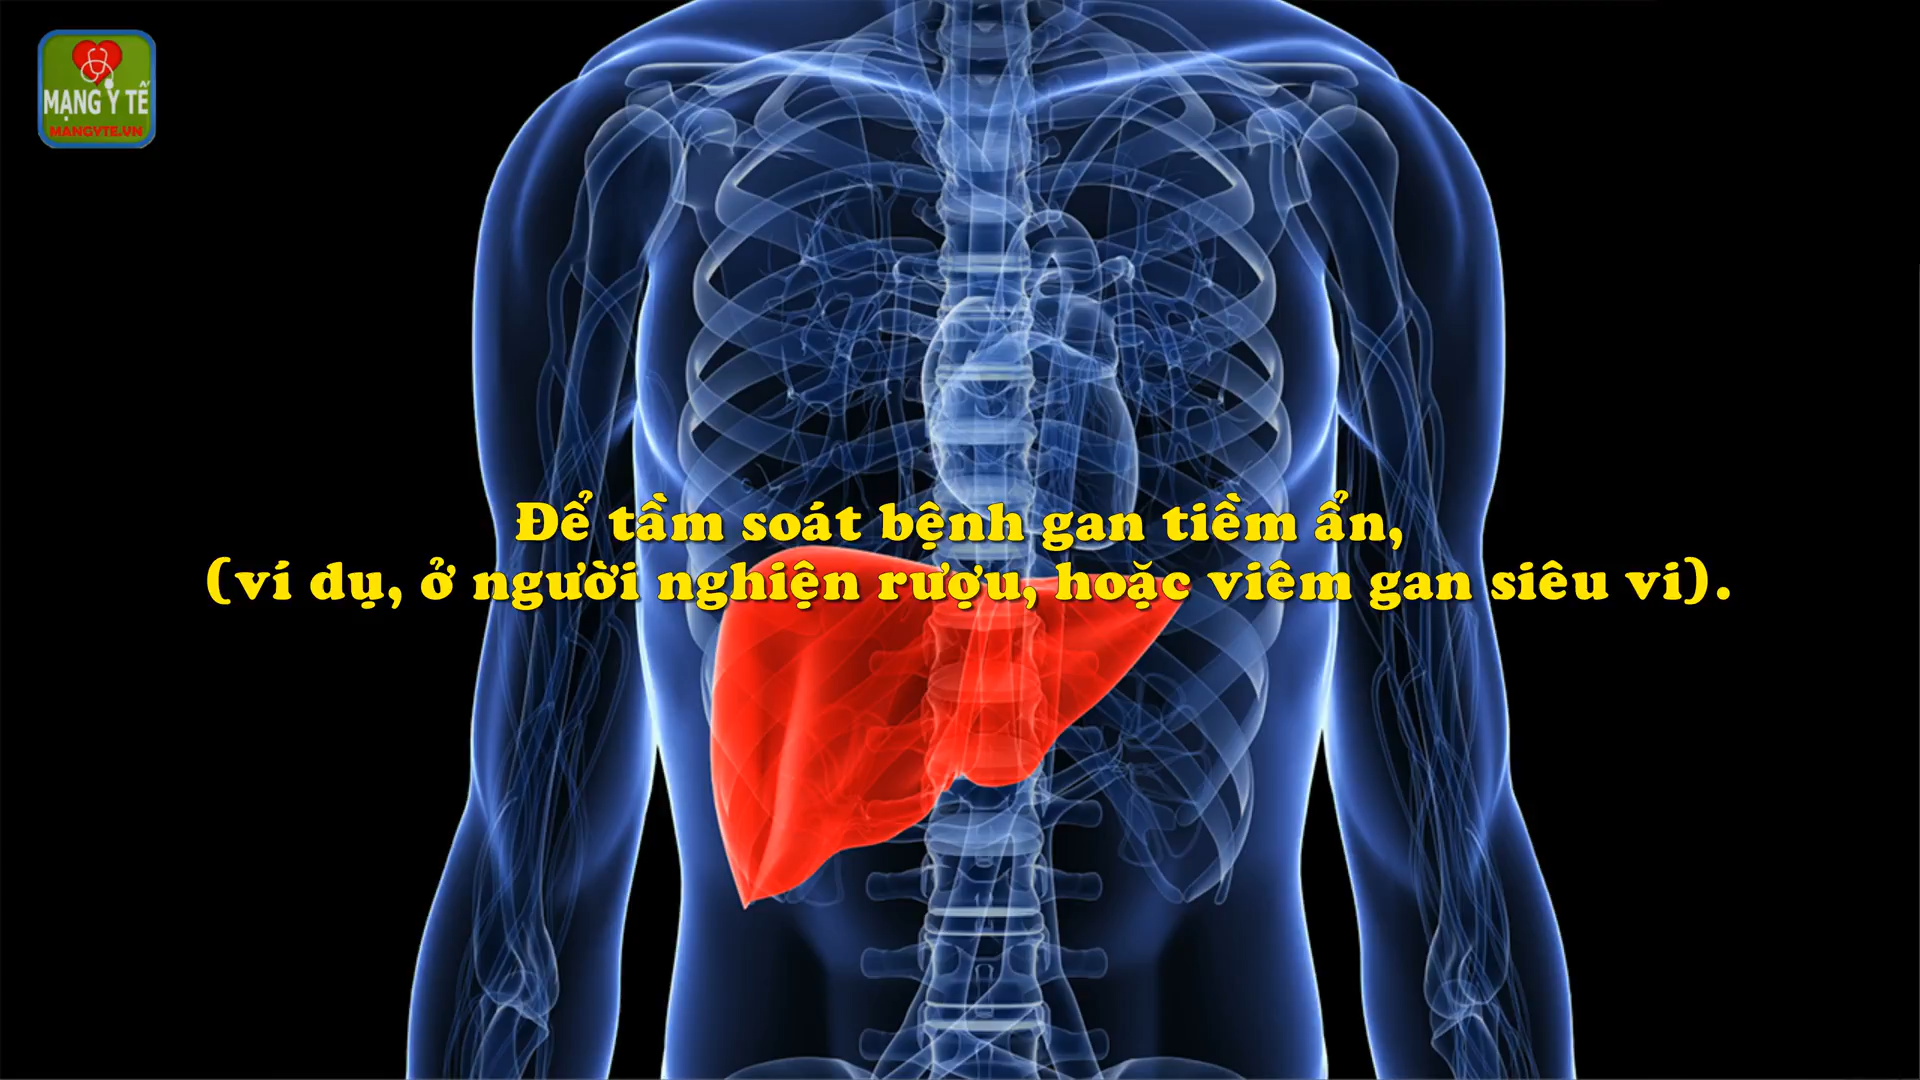 MẠNG Y TẾ
MANGYTE.VN
Để tầm soát bệnh gan tiềm ẩn,
(ví dụ, ở người nghiện rượu, hoặc viêm gan siêu vi).